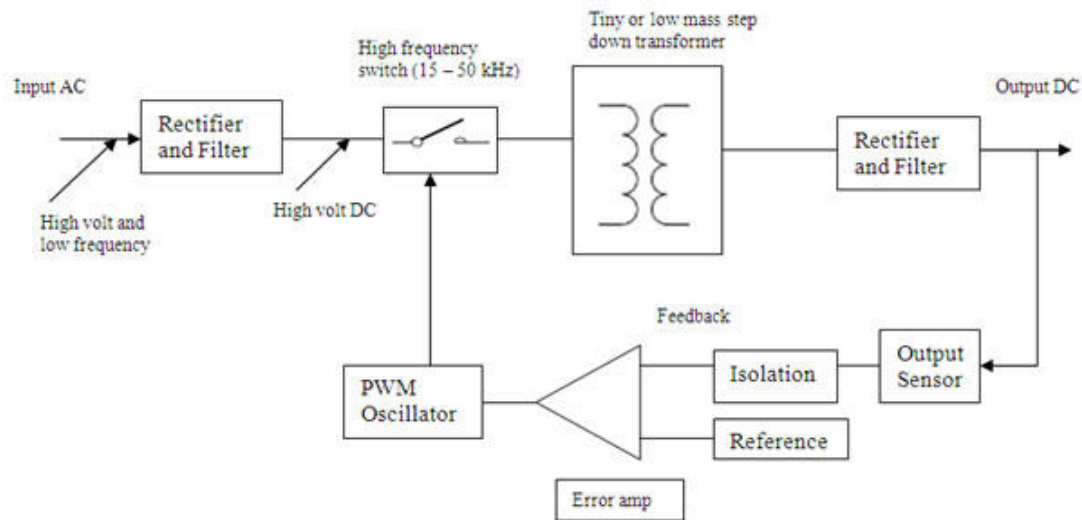 Tiny or low mass step
down transformer
High frequency
switch (15 – 50 kHz)
Input AC
Output DC
Rectifier
and Filter
Rectifier
and Filter
High volt DC
High volt and
low frequency
Feedback
Isolation
Output
Sensor
PWM
Oscillator
Reference
Error amp